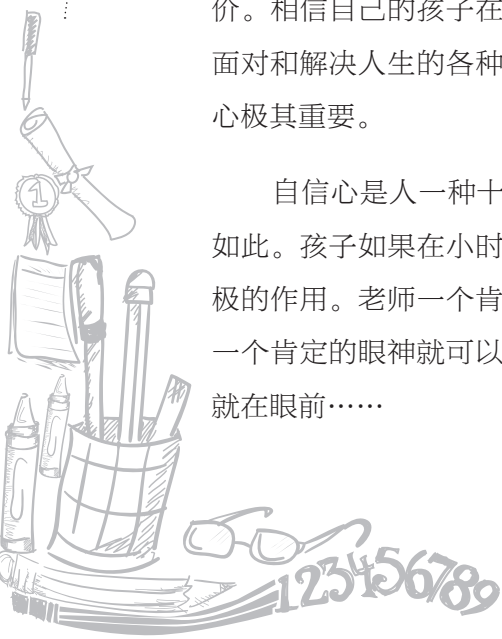 价。相信自己的孩子在
面对和解决人生的各种
心极其重要。
自信心是人一种十
如此。孩子如果在小时
极的作用。老师一个肯
一个肯定的眼神就可以
就在眼前……
1
123456789